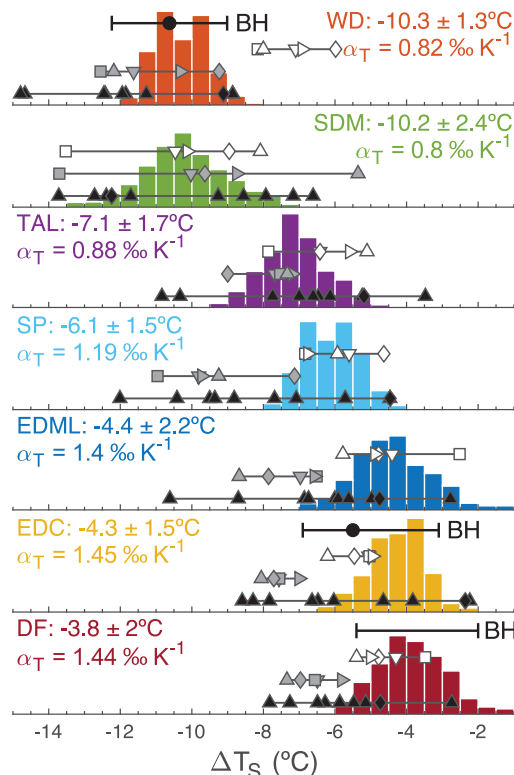 BH
WD: -10.3 ± 1.3ºC
αT = 0.82 ‰ K-1
SDM: -10.2 ± 2.4ºC
αT = 0.8 ‰ K-1
TAL: -7.1 ± 1.7ºC
αT = 0.88 ‰ K-1
SP: -6.1 ± 1.5ºC
αT = 1.19 ‰ K-1
EDML: -4.4 ± 2.2ºC
αT = 1.4 ‰ K-1
EDC: -4.3 ± 1.5ºC
αT = 1.45 ‰ K-1
BH
DF: -3.8 ± 2ºC
αT = 1.44 ‰ K-1
BH
-14 -12 -10 -8 -6 -4 -2
ΔTS (ºC)